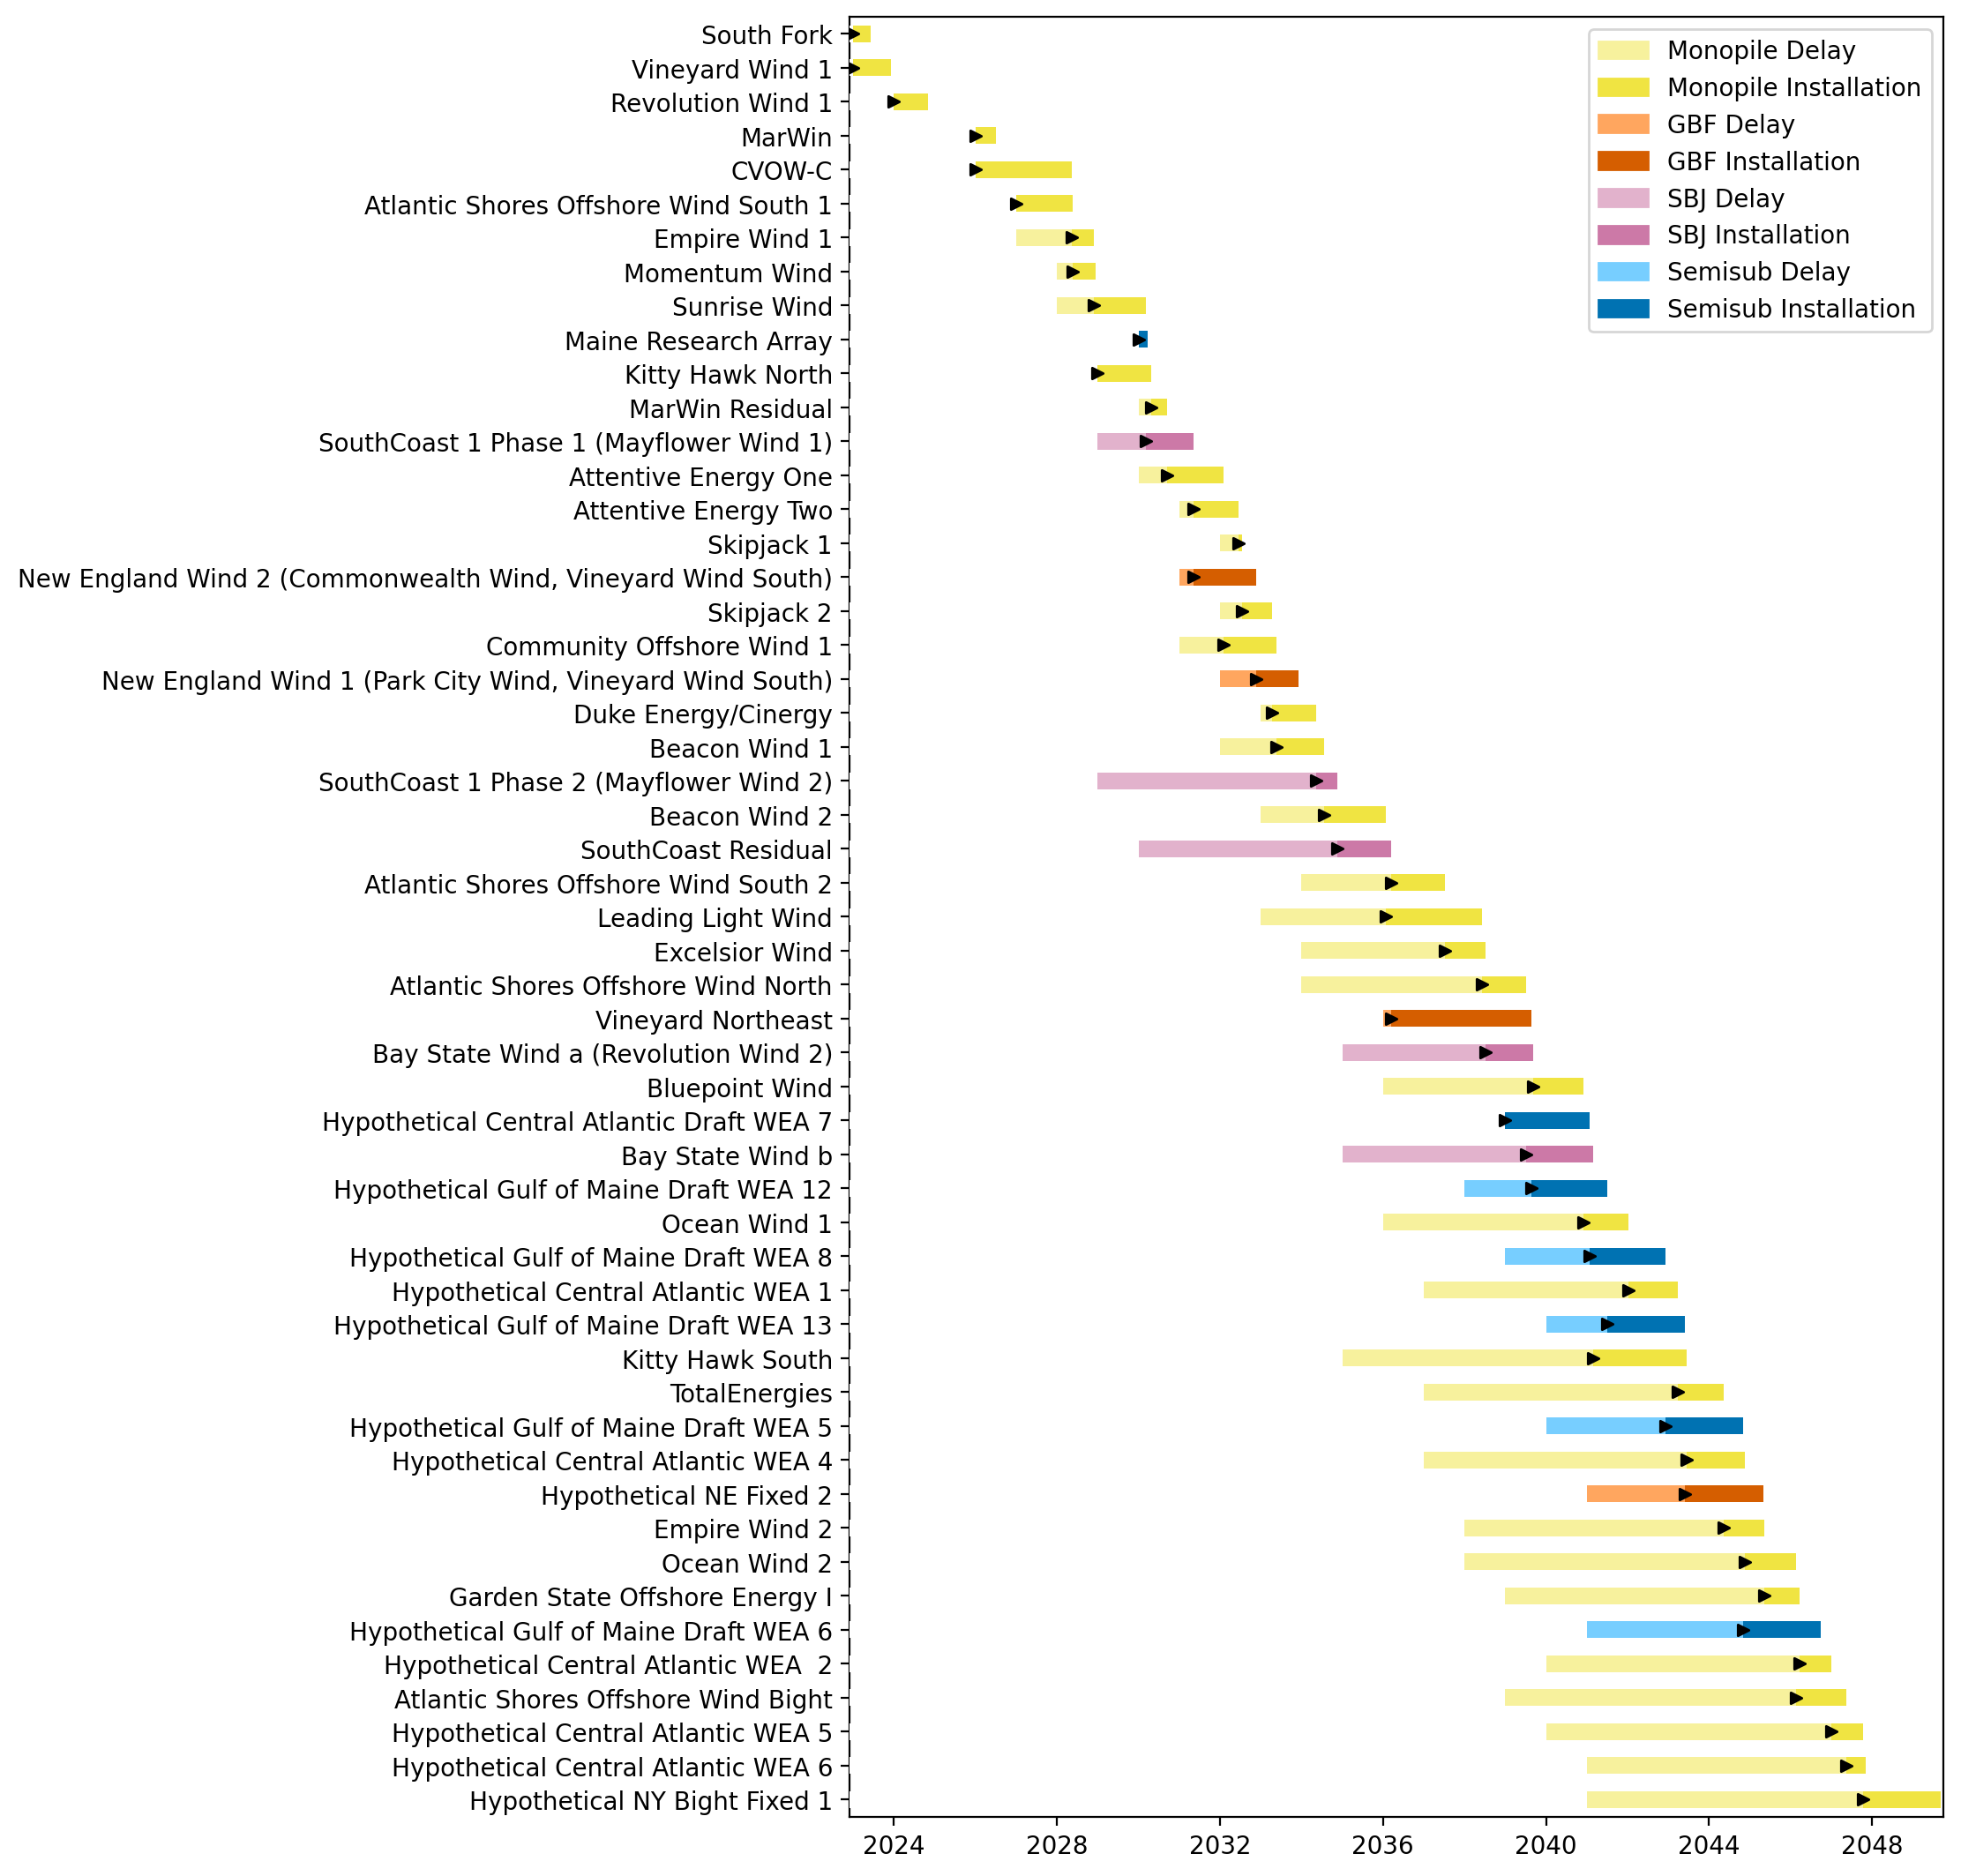 South Fork
Vineyard Wind 1
Revolution Wind 1
MarWin
CVOW-C
Atlantic Shores Offshore Wind South 1
Empire Wind 1
Momentum Wind
Sunrise Wind
Maine Research Array
Kitty Hawk North
MarWin Residual
SouthCoast 1 Phase 1 (Mayflower Wind 1)
Attentive Energy One
Attentive Energy Two
Skipjack 1
New England Wind 2 (Commonwealth Wind, Vineyard Wind South)
Skipjack 2
Community Offshore Wind 1
New England Wind 1 (Park City Wind, Vineyard Wind South)
Duke Energy/Cinergy
Beacon Wind 1
SouthCoast 1 Phase 2 (Mayflower Wind 2)
Beacon Wind 2
SouthCoast Residual
Atlantic Shores Offshore Wind South 2
Leading Light Wind
Excelsior Wind
Atlantic Shores Offshore Wind North
Vineyard Northeast
Bay State Wind a (Revolution Wind 2)
Bluepoint Wind
Hypothetical Central Atlantic Draft WEA 7
Bay State Wind b
Hypothetical Gulf of Maine Draft WEA 12
Ocean Wind 1
Hypothetical Gulf of Maine Draft WEA 8
Hypothetical Central Atlantic WEA 1
Hypothetical Gulf of Maine Draft WEA 13
Kitty Hawk South
TotalEnergies
Hypothetical Gulf of Maine Draft WEA 5
Hypothetical Central Atlantic WEA 4
Hypothetical NE Fixed 2
Empire Wind 2
Ocean Wind 2
Garden State Offshore Energy I
Hypothetical Gulf of Maine Draft WEA 6
Hypothetical Central Atlantic WEA  2
Atlantic Shores Offshore Wind Bight
Hypothetical Central Atlantic WEA 5
Hypothetical Central Atlantic WEA 6
Hypothetical NY Bight Fixed 1
Monopile Delay
Monopile Installation
GBF Delay
GBF Installation
SBJ Delay
SBJ Installation
Semisub Delay
Semisub Installation
2024 2028 2032 2036 2040 2044 2048